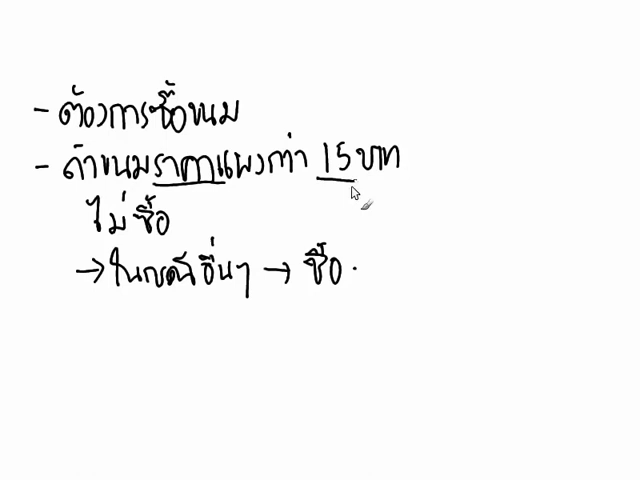 - ต้องการซื้อขนม
- ถ้าขนมราคาแพงกว่า 15 บาท
ไม่ซื้อ
→ ในกรณีอื่นๆ → ซื้อ.